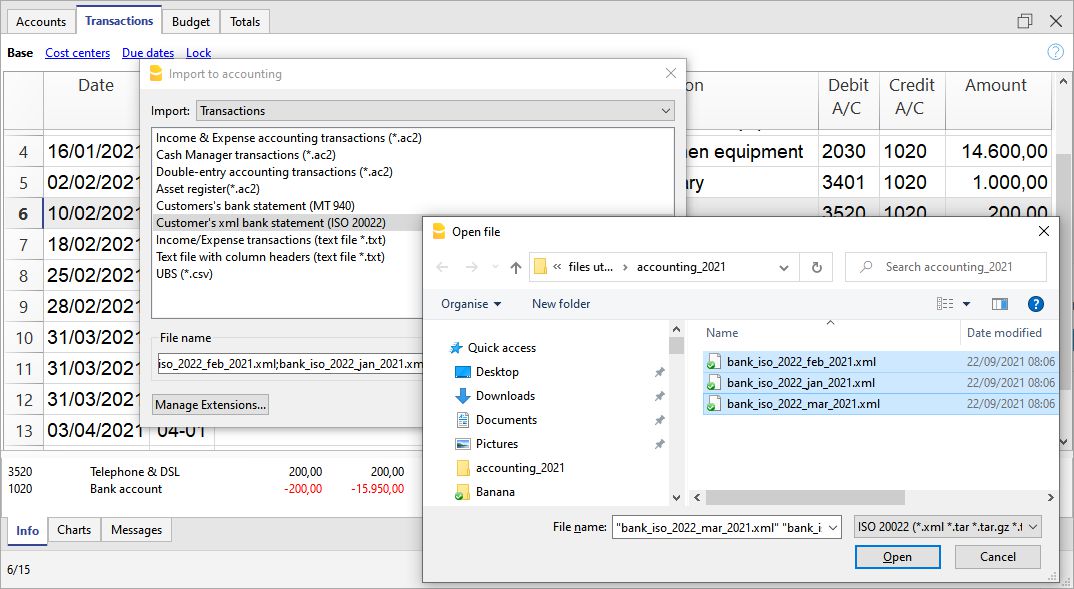 Accounts Transactions Budget Totals
Base Cost centers Due dates Lock
Date Debit A/C Credit A/C Amount
4 16/01/2021 equipment 2030 1020 14.600,00
5 02/02/2021 3401 1020 1.000,00
6 10/02/2021 3520 1020 200,00
7 18/02/2021
8 25/02/2021
9 28/02/2021
10 31/03/2021
11 31/03/2021
12 31/03/2021
13 03/04/2021 04-01
Import to accounting
Import: Transactions
Income & Expense accounting transactions (*.ac2)
Cash Manager transactions (*.ac2)
Double-entry accounting transactions (*.ac2)
Asset register(*.ac2)
Customers's bank statement (MT 940)
Customer's xml bank statement (ISO 20022)
Income/Expense transactions (text file *.txt)
Text file with column headers (text file *.txt)
UBS (*.csv)
File name
iso_2022_feb_2021.xml;bank_iso_2022_jan_2021.xm
Manage Extensions...
Open file
« files ut... › accounting_2021
Search accounting_2021
Organise New folder
Quick access
Desktop
Downloads
Documents
Pictures
accounting_2021
Banana
Name Date modified
bank_iso_2022_feb_2021.xml 22/09/2021 08:06
bank_iso_2022_jan_2021.xml 22/09/2021 08:06
bank_iso_2022_mar_2021.xml 22/09/2021 08:06
File name: "bank_iso_2022_mar_2021.xml" "bank_i ISO 20022 (*.xml *.tar *.tar.gz *.t
Open Cancel
3520 Telephone & DSL 200,00 200,00
1020 Bank account -200,00 -15.950,00
Info Charts Messages
6/15